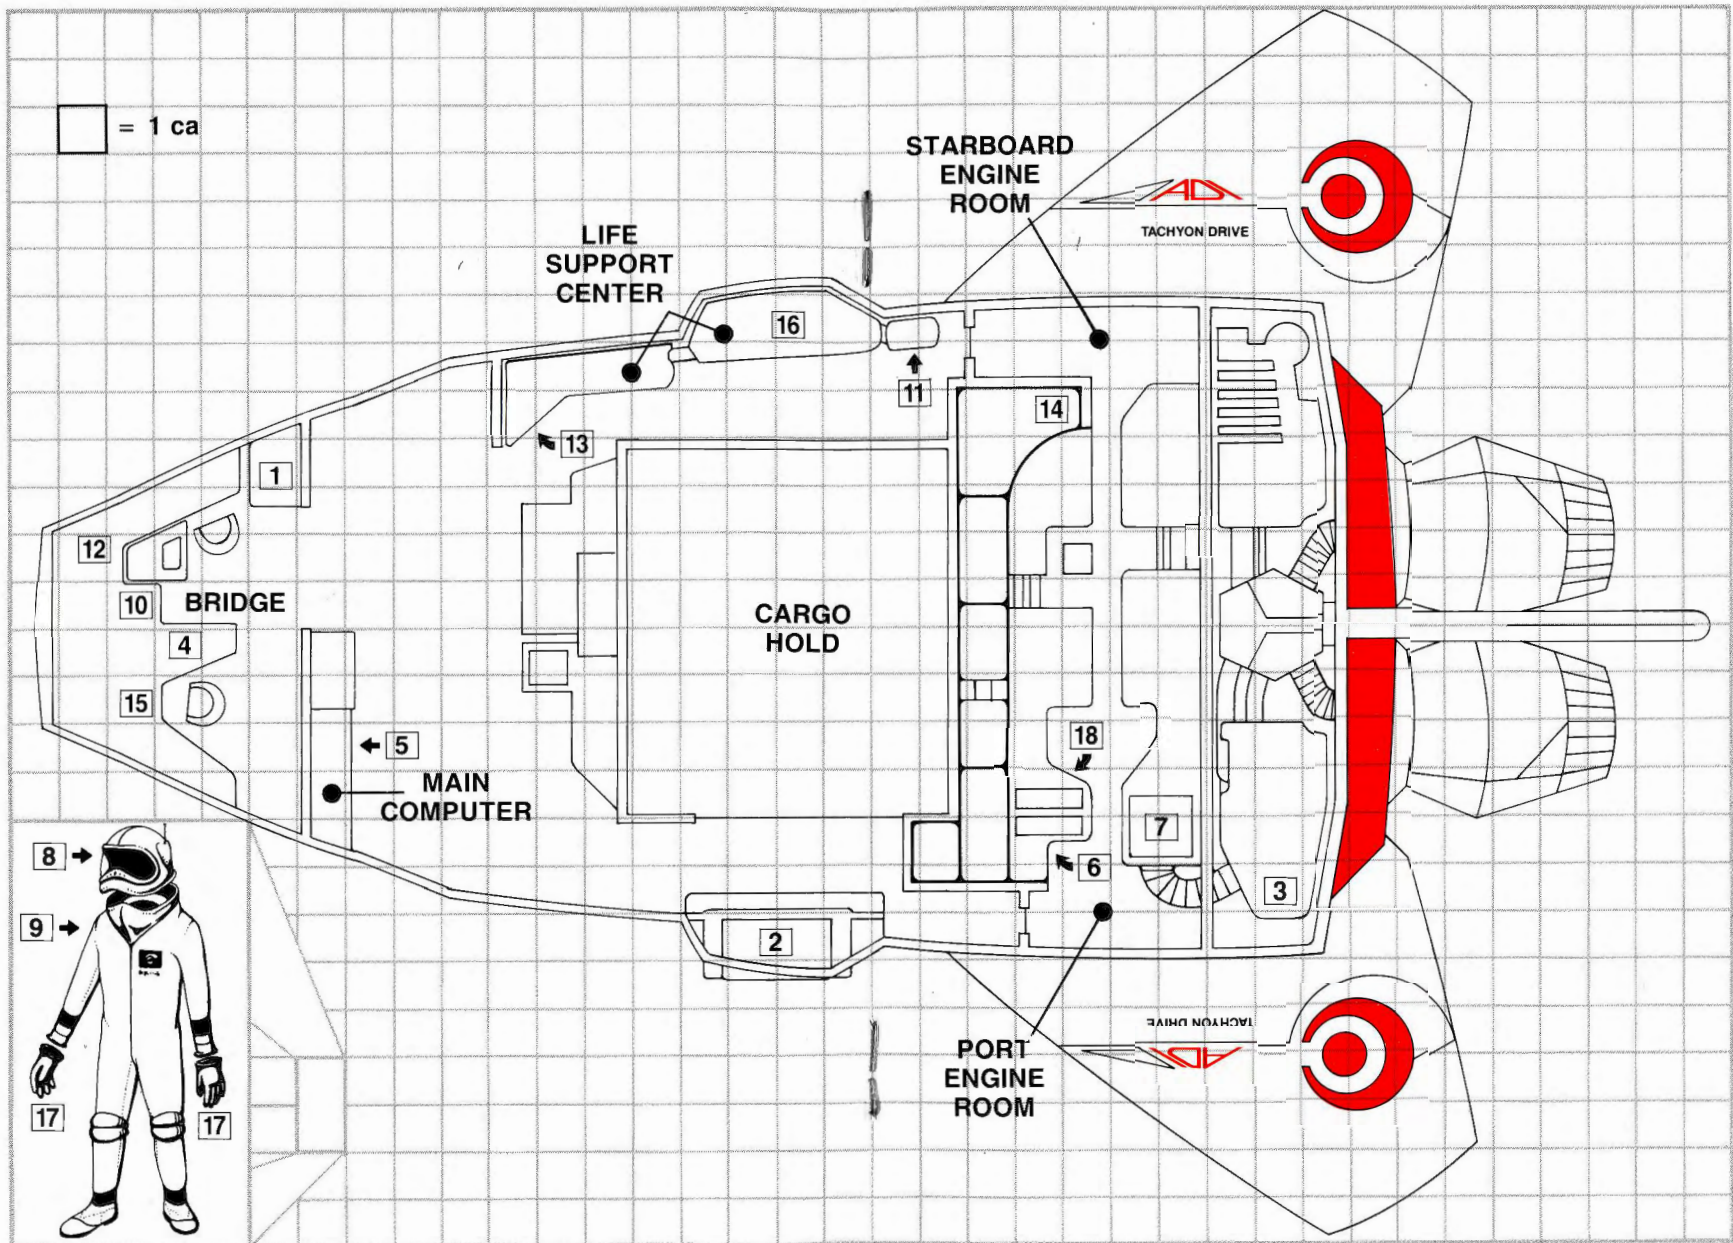 = 1 ca
STARBOARD
ENGINE
ROOM
ADI
TACHYON DRIVE
LIFE
SUPPORT
CENTER
16
11
14
13
1
12
10
BRIDGE
4
15
CARGO
HOLD
5
18
MAIN
COMPUTER
7
6
3
8
9
2
17
17
PORT
ENGINE
ROOM
TACHYON DRIVE
ADI